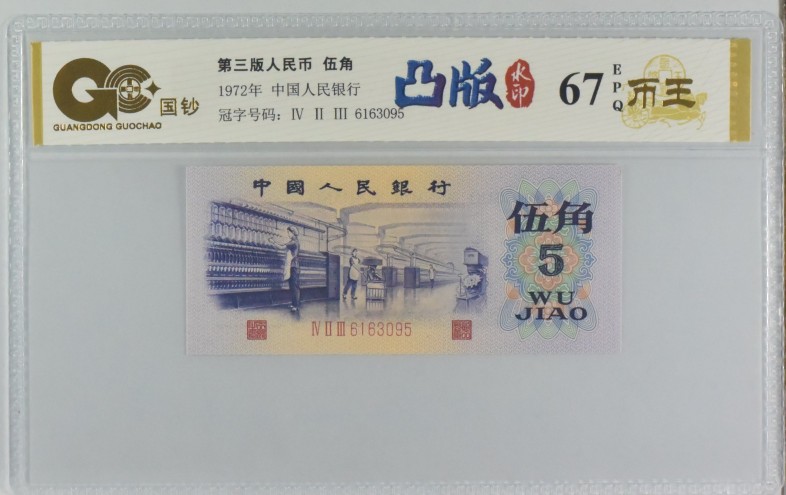 GC
国钞
GUANGDONG GUOCHAO
第三版人民币 伍角
1972年 中国人民银行
冠字号码: Ⅳ Ⅱ Ⅲ 6163095
凸版
水印
67
EPQ
币王
中國人民銀行
伍角
5
WU
JIAO
Ⅳ Ⅱ Ⅲ 6163095